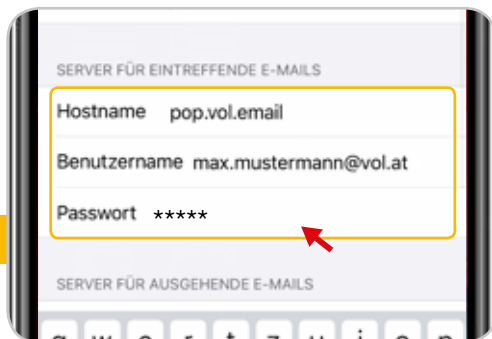 SERVER FÜR EINTREFFENDE E-MAILS
Hostname pop.vol.email
Benutzername max.mustermann@vol.at
Passwort *****
SERVER FÜR AUSGEHENDE E-MAILS
q w e r t z u i o p